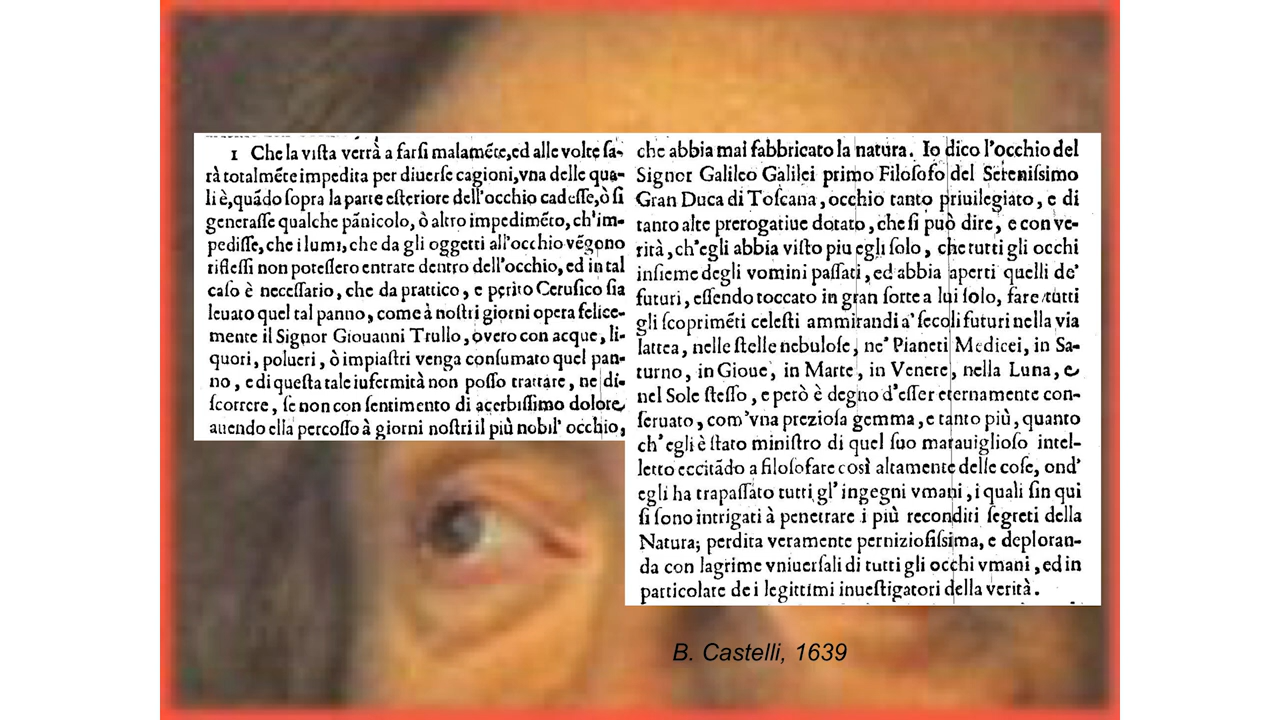 1 Che la viſta verrà a farſi malamẽte,ed alle volte ſa-
rà totalmẽte impedita per diuerſe cagioni,vna delle qua-
li è,quãdo ſopra la parte eſteriore dell'occhio cadeſſe,ò ſi
generaſſe qualche pãnicolo, ò altro impedimẽto, ch'im-
pediſſe,che i lumi,che da gli oggetti all'occhio vẽgono
rifleſſi non poteſſero entrare dentro dell'occhio, ed in tal
caſo è neceſſario, che da prattico, e perito Ceruſico ſia
leuato quel tal panno, come à noſtri giorni opera felice-
mente il Signor Giouanni Trullo, overo con acque, li-
quori, polueri, ò impiaſtri venga conſumato quel pan-
no, e di queſta tale iufermità non poſſo trattare, ne di-
ſcorrere, ſe non con ſentimento di acerbiſſimo dolore
auendo ella percoſſo à giorni noſtri il più nobil' occhio,
che abbia mai fabbricato la natura. Io dico l'occhio del
Signor Galileo Galilei primo Filoſofo del Sereniſſimo
Gran Duca di Toſcana, occhio tanto priuilegiato, e di
tanto alte prerogatiue dotato, che ſi può dire, e con ve-
rità, ch'egli abbia viſto piu egli ſolo, che tutti gli occhi
inſieme degli vomini paſſati, ed abbia aperti quelli de'
futuri, eſſendo toccato in gran ſorte a lui ſolo, fare tutti
gli ſcoprimẽti celeſti ammirandi a' ſecoli futuri nella via
lattea, nelle ſtelle nebuloſe, ne' Pianeti Medicei, in Sa-
turno, in Gioue, in Marte, in Venere, nella Luna, e
nel Sole ſteſſo, e però è degno d'eſſer eternamente con-
ſeruato, com'vna prezioſa gemma, e tanto più, quanto
ch'egli è ſtato miniſtro di quel ſuo marauiglioſo intel-
letto eccitãdo a filoſofare così altamente delle coſe, ond'
egli ha trapaſſato tutti gl' ingegni vmani, i quali ſin qui
ſi ſono intrigati à penetrare i più reconditi ſegreti della
Natura; perdita veramente pernizioſiſsima, e deploran-
da con lagrime vniuerſali di tutti gli occhi vmani, ed in
particolare de i legittimi inueſtigatori della verità.
B. Castelli, 1639